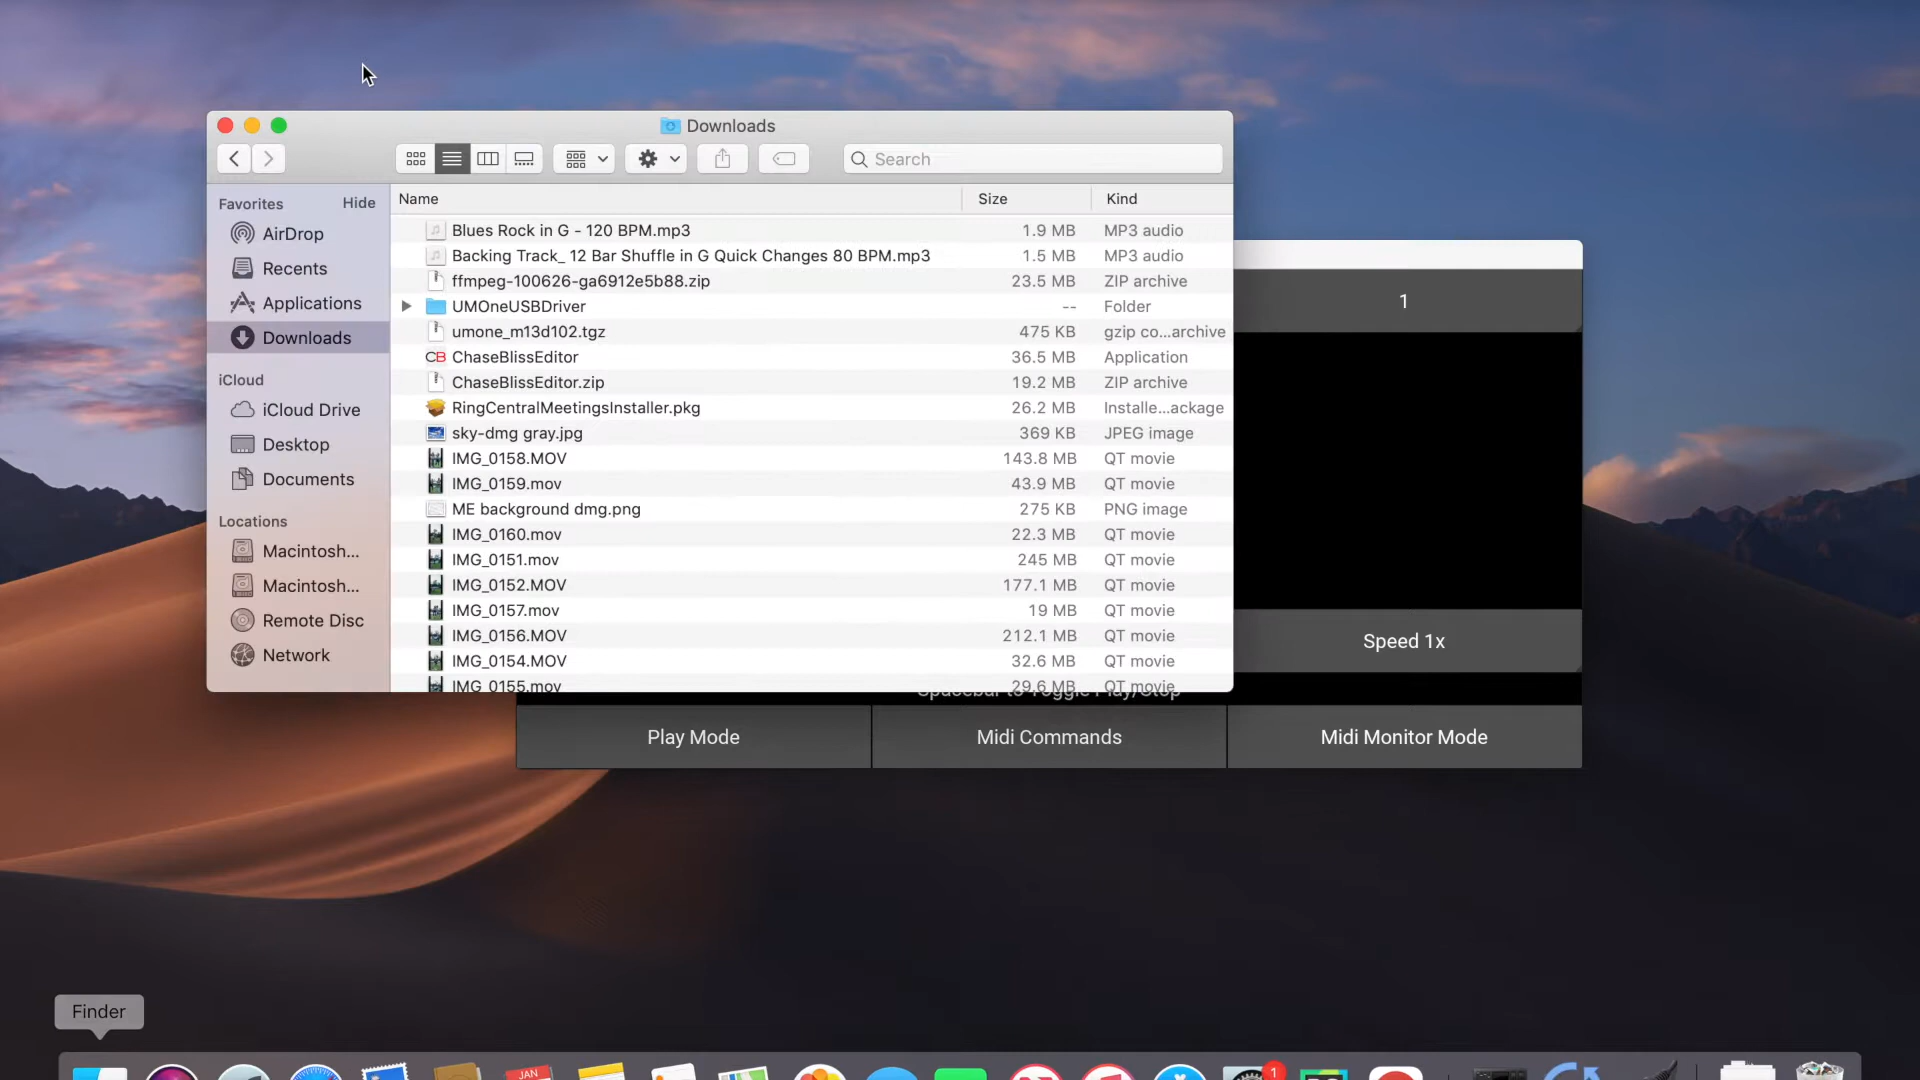 Downloads
Search
Favorites Hide
AirDrop
Recents
Applications
Downloads
iCloud
iCloud Drive
Desktop
Documents
Locations
Macintosh...
Macintosh...
Remote Disc
Network
Name Size Kind
Blues Rock in G - 120 BPM.mp3 1.9 MB MP3 audio
Backing Track_ 12 Bar Shuffle in G Quick Changes 80 BPM.mp3 1.5 MB MP3 audio
ffmpeg-100626-ga6912e5b88.zip 23.5 MB ZIP archive
UMOneUSBDriver -- Folder
umone_m13d102.tgz 475 KB gzip co...archive
CB ChaseBlissEditor 36.5 MB Application
ChaseBlissEditor.zip 19.2 MB ZIP archive
RingCentralMeetingsInstaller.pkg 26.2 MB Installe...ackage
sky-dmg gray.jpg 369 KB JPEG image
IMG_0158.MOV 143.8 MB QT movie
IMG_0159.mov 43.9 MB QT movie
ME background dmg.png 275 KB PNG image
IMG_0160.mov 22.3 MB QT movie
IMG_0151.mov 245 MB QT movie
IMG_0152.MOV 177.1 MB QT movie
IMG_0157.mov 19 MB QT movie
IMG_0156.MOV 212.1 MB QT movie
IMG_0154.MOV 32.6 MB QT movie
IMG_0155.mov 29.6 MB QT movie
1
Speed 1x
Spacebar to Toggle Play/Stop
Play Mode Midi Commands Midi Monitor Mode
Finder
JAN
1